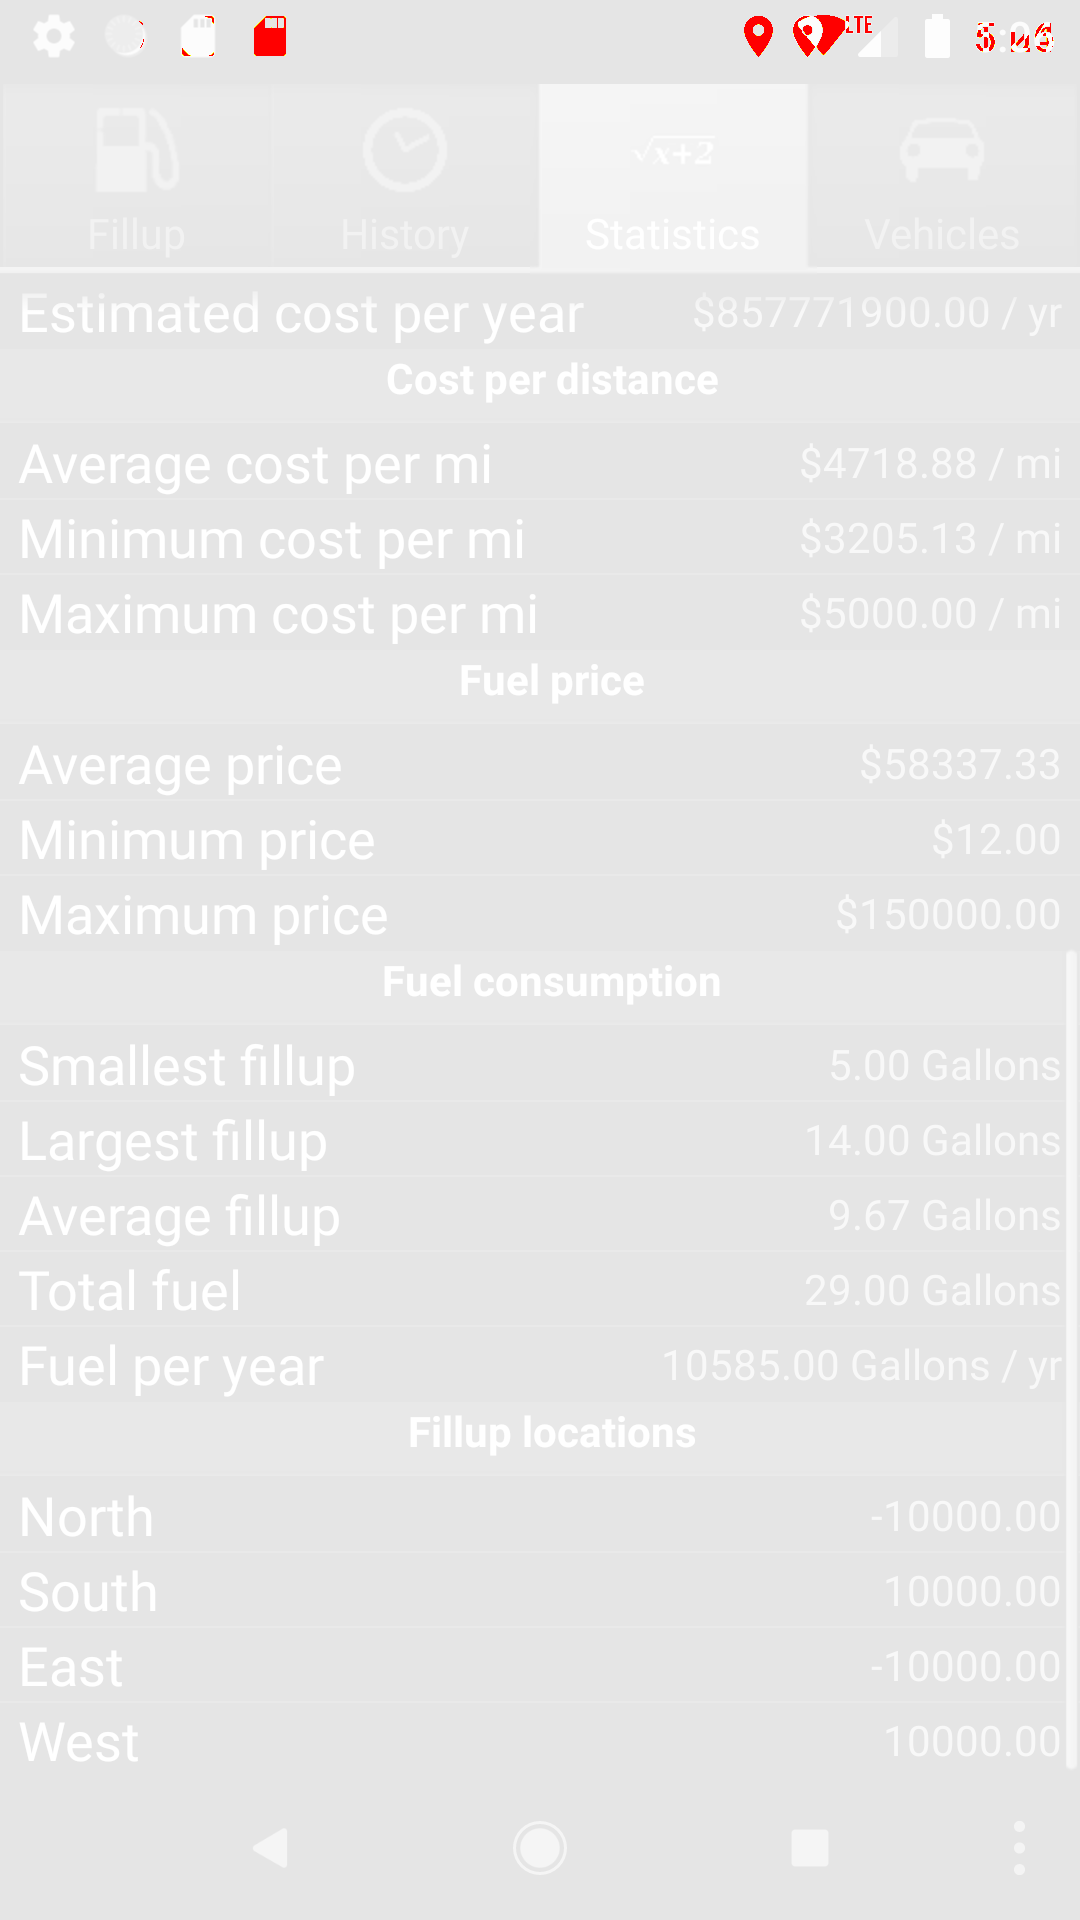 LTE
√x+2
Fillup History Statistics Vehicles
Estimated cost per year $857771900.00 / yr
Cost per distance
Average cost per mi $4718.88 / mi
Minimum cost per mi $3205.13 / mi
Maximum cost per mi $5000.00 / mi
Fuel price
Average price $58337.33
Minimum price $12.00
Maximum price $150000.00
Fuel consumption
Smallest fillup 5.00 Gallons
Largest fillup 14.00 Gallons
Average fillup 9.67 Gallons
Total fuel 29.00 Gallons
Fuel per year 10585.00 Gallons / yr
Fillup locations
North -10000.00
South 10000.00
East -10000.00
West 10000.00